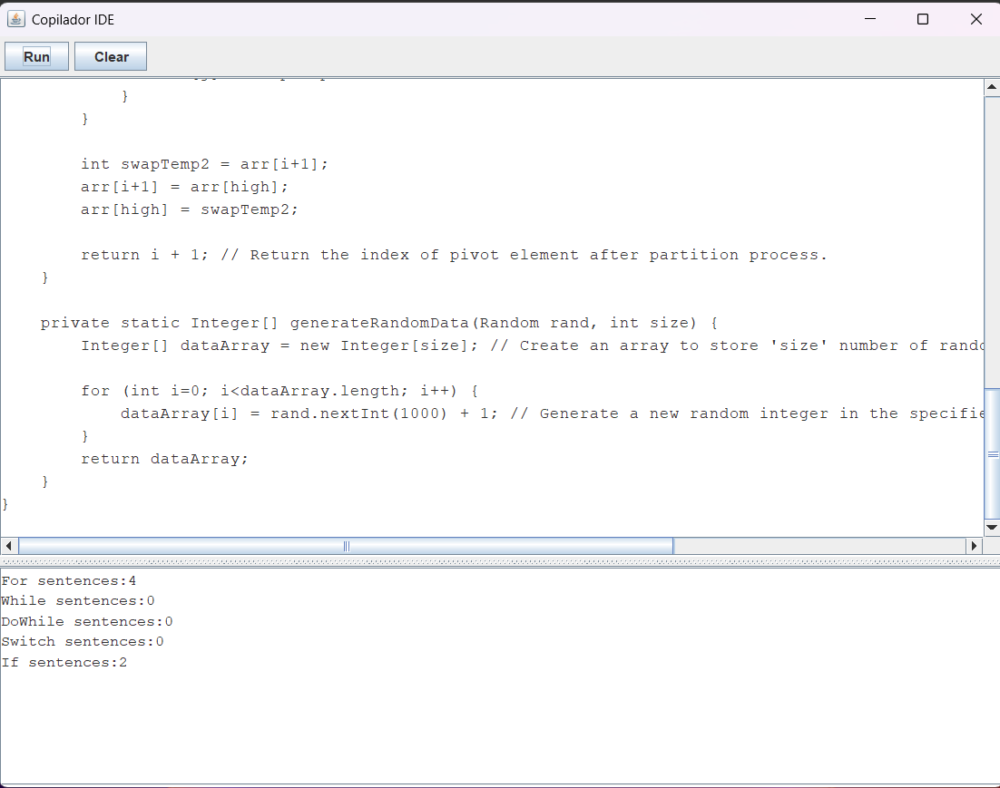 Copilador IDE
Run Clear
}
}
int swapTemp2 = arr[i+1];
arr[i+1] = arr[high];
arr[high] = swapTemp2;
return i + 1; // Return the index of pivot element after partition process.
}
private static Integer[] generateRandomData(Random rand, int size) {
Integer[] dataArray = new Integer[size]; // Create an array to store 'size' number of
for (int i=0; i<dataArray.length; i++) {
dataArray[i] = rand.nextInt(1000) + 1; // Generate a new random integer in the
}
return dataArray;
}
}
For sentences:4
While sentences:0
DoWhile sentences:0
Switch sentences:0
If sentences:2